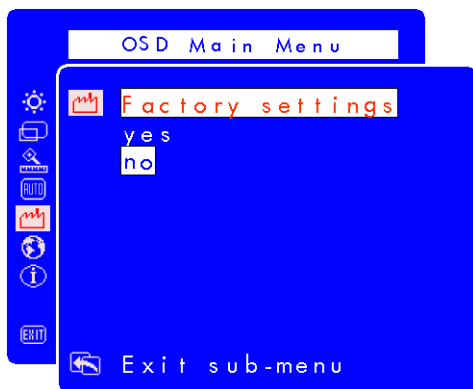 OSD Main Menu
Factory settings
yes
no
AUTO
EXIT
Exit sub-menu